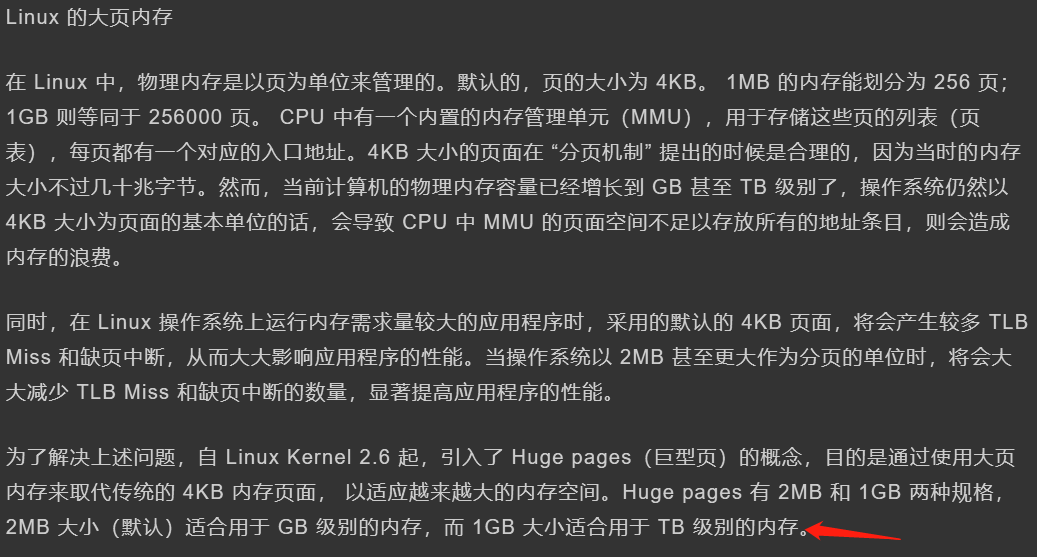 Linux 的大页内存
在 Linux 中，物理内存是以页为单位来管理的。默认的，页的大小为 4KB。 1MB 的内存能划分为 256 页；
1GB 则等同于 256000 页。 CPU 中有一个内置的内存管理单元（MMU），用于存储这些页的列表（页
表），每页都有一个对应的入口地址。4KB 大小的页面在 “分页机制” 提出的时候是合理的，因为当时的内存
大小不过几十兆字节。然而，当前计算机的物理内存容量已经增长到 GB 甚至 TB 级别了，操作系统仍然以
4KB 大小为页面的基本单位的话，会导致 CPU 中 MMU 的页面空间不足以存放所有的地址条目，则会造成
内存的浪费。
同时，在 Linux 操作系统上运行内存需求量较大的应用程序时，采用的默认的 4KB 页面，将会产生较多 TLB
Miss 和缺页中断，从而大大影响应用程序的性能。当操作系统以 2MB 甚至更大作为分页的单位时，将会大
大减少 TLB Miss 和缺页中断的数量，显著提高应用程序的性能。
为了解决上述问题，自 Linux Kernel 2.6 起，引入了 Huge pages（巨型页）的概念，目的是通过使用大页
内存来取代传统的 4KB 内存页面， 以适应越来越大的内存空间。Huge pages 有 2MB 和 1GB 两种规格，
2MB 大小（默认）适合用于 GB 级别的内存，而 1GB 大小适合用于 TB 级别的内存。